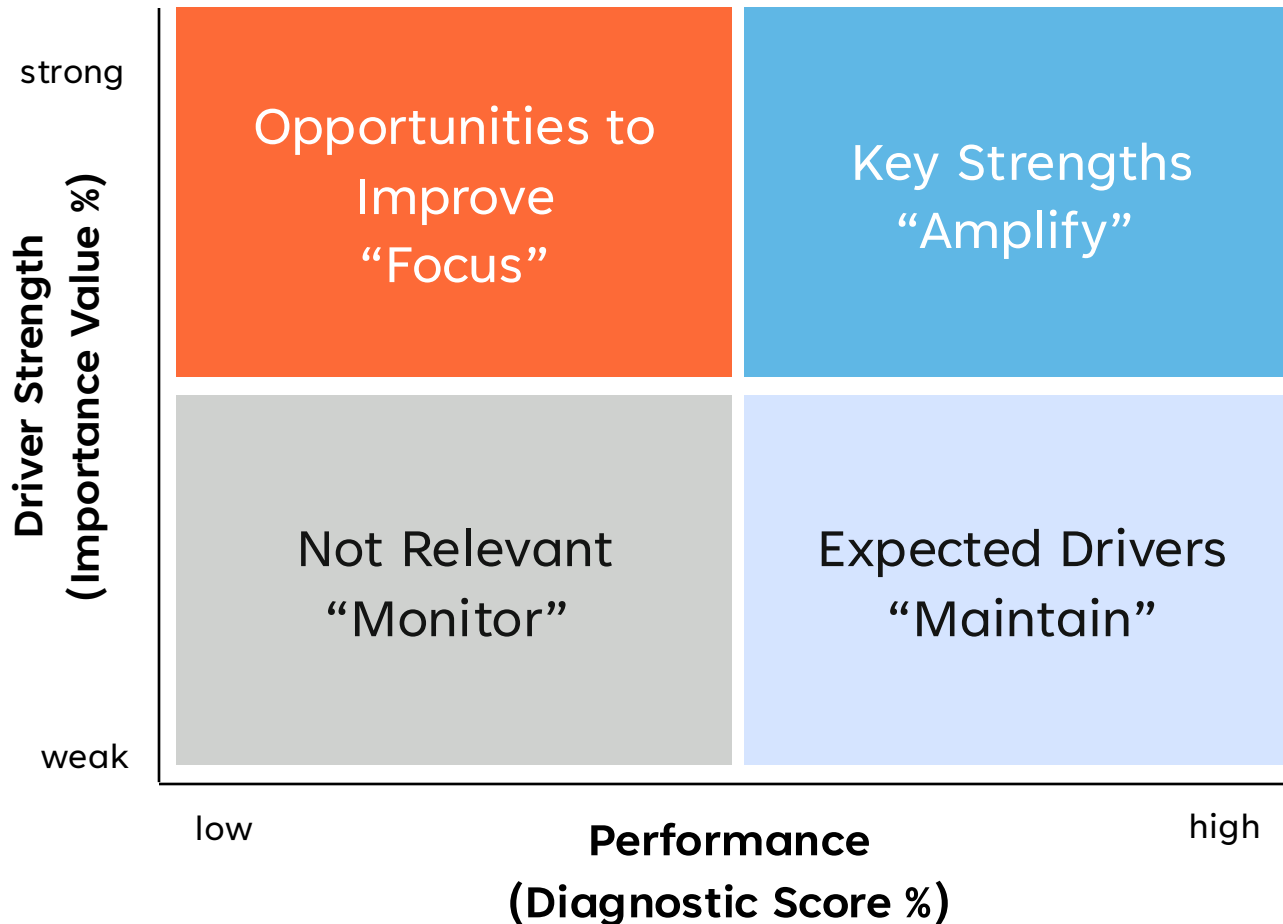 strong
Opportunities to
Improve
“Focus”
Key Strengths
“Amplify”
Driver Strength
(Importance Value %)
Not Relevant
“Monitor”
Expected Drivers
“Maintain”
weak
low
high
Performance
(Diagnostic Score %)